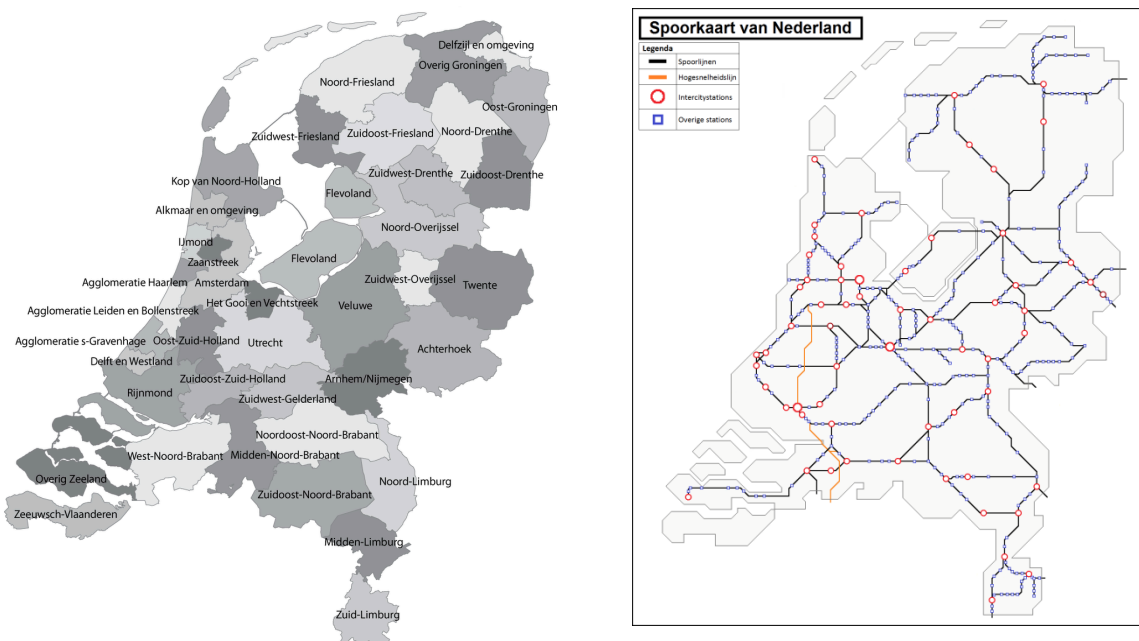 Delfzijl en omgeving
Overig Groningen
Noord-Friesland
Oost-Groningen
Zuidwest-Friesland
Zuidoost-Friesland
Noord-Drenthe
Zuidwest-Drenthe
Zuidoost-Drenthe
Kop van Noord-Holland
Flevoland
Alkmaar en omgeving
Noord-Overijssel
IJmond
Zaanstreek
Flevoland
Agglomeratie Haarlem
Amsterdam
Zuidwest-Overijssel
Twente
Het Gooi en Vechtstreek
Veluwe
Agglomeratie Leiden en Bollenstreek
Agglomeratie s-Gravenhage
Oost-Zuid-Holland
Utrecht
Achterhoek
Delft en Westland
Zuidoost-Zuid-Holland
Arnhem/Nijmegen
Rijnmond
Zuidwest-Gelderland
Noordoost-Noord-Brabant
West-Noord-Brabant
Midden-Noord-Brabant
Overig Zeeland
Noord-Limburg
Zuidoost-Noord-Brabant
Zeeuwsch-Vlaanderen
Midden-Limburg
Zuid-Limburg
Spoorkaart van Nederland
Legenda
Spoorlijnen
Hogesnelheidslijn
Intercitystations
Overige stations